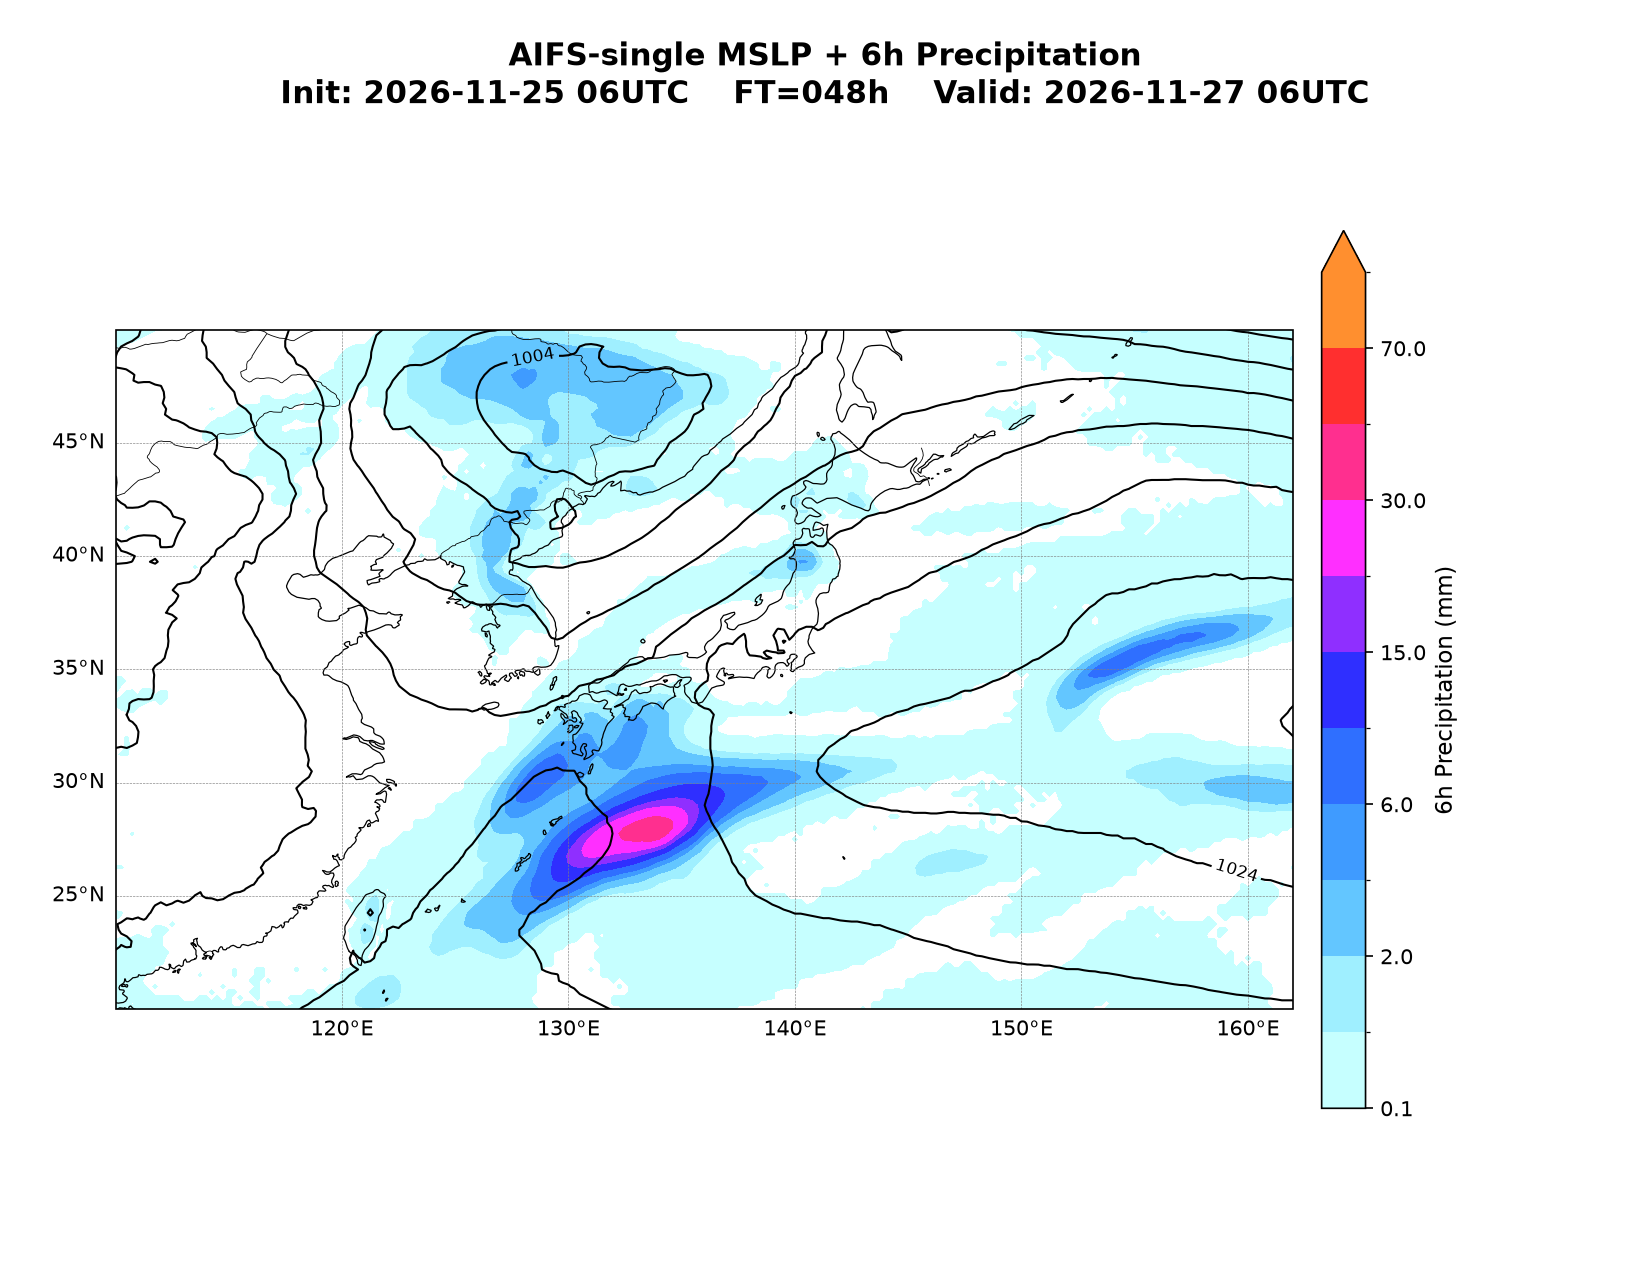 AIFS-single MSLP + 6h Precipitation
Init: 2026-11-25 06UTC    FT=048h    Valid: 2026-11-27 06UTC
1004
1024
45°N
40°N
35°N
30°N
25°N
120°E
130°E
140°E
150°E
160°E
70.0
30.0
15.0
6.0
2.0
0.1
6h Precipitation (mm)